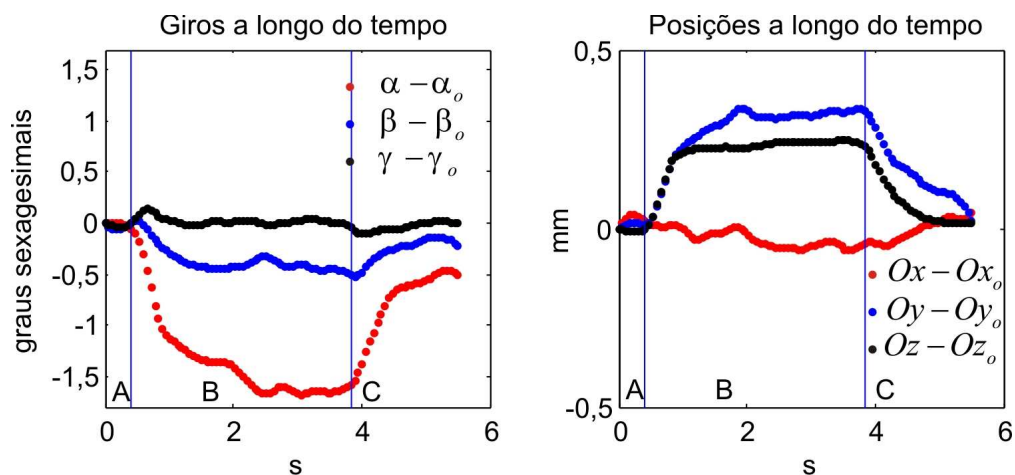 Giros a longo do tempo
graus sexagesimais
1,5
1
0,5
0
-0,5
-1
-1,5
α − αₒ
β − βₒ
γ − γₒ
A
B
C
0
2
4
6
s
Posições a longo do tempo
mm
0,5
0
-0,5
Ox − Oxₒ
Oy − Oyₒ
Oz − Ozₒ
A
B
C
0
2
4
6
s